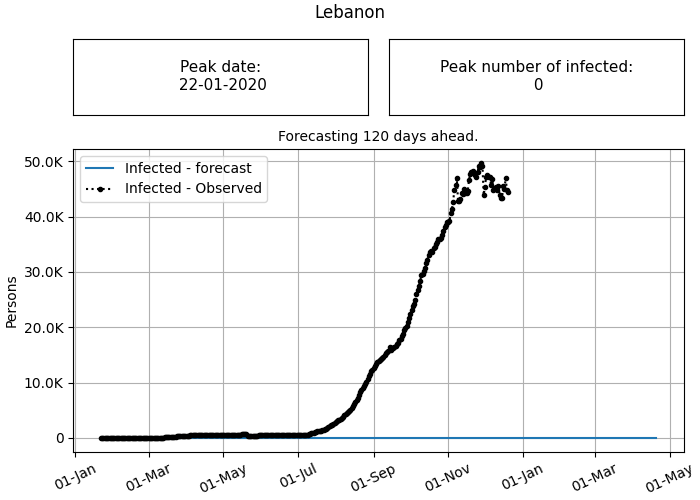 Lebanon
Peak date:
22-01-2020
Peak number of infected:
0
Forecasting 120 days ahead.
Infected - forecast
Infected - Observed
50.0K
40.0K
30.0K
20.0K
10.0K
0
Persons
01-Jan
01-Mar
01-May
01-Jul
01-Sep
01-Nov
01-Jan
01-Mar
01-May